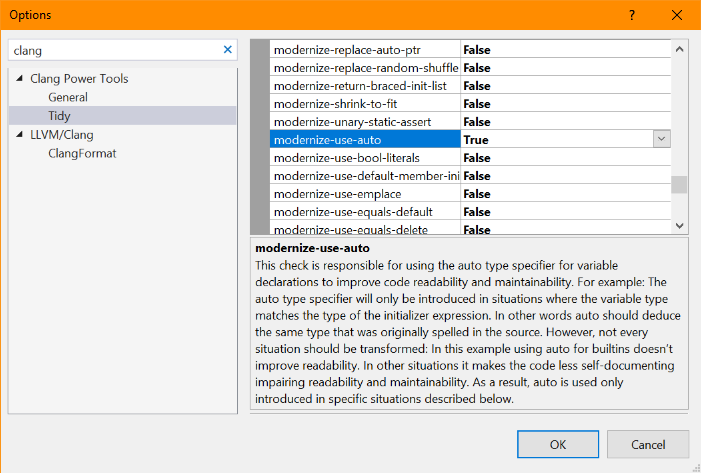 Options
clang
Clang Power Tools
General
Tidy
LLVM/Clang
ClangFormat
modernize-replace-auto-ptr False
modernize-replace-random-shuffle False
modernize-return-braced-init-list False
modernize-shrink-to-fit False
modernize-unary-static-assert False
modernize-use-auto True
modernize-use-bool-literals False
modernize-use-default-member-ini False
modernize-use-emplace False
modernize-use-equals-default False
modernize-use-equals-delete False
modernize-use-auto
This check is responsible for using the auto type specifier for variable
declarations to improve code readability and maintainability. For example: The
auto type specifier will only be introduced in situations where the variable type
matches the type of the initializer expression. In other words auto should deduce
the same type that was originally spelled in the source. However, not every
situation should be transformed: In this example using auto for builtins doesn't
improve readability. In other situations it makes the code less self-documenting
impairing readability and maintainability. As a result, auto is used only
introduced in specific situations described below.
OK Cancel